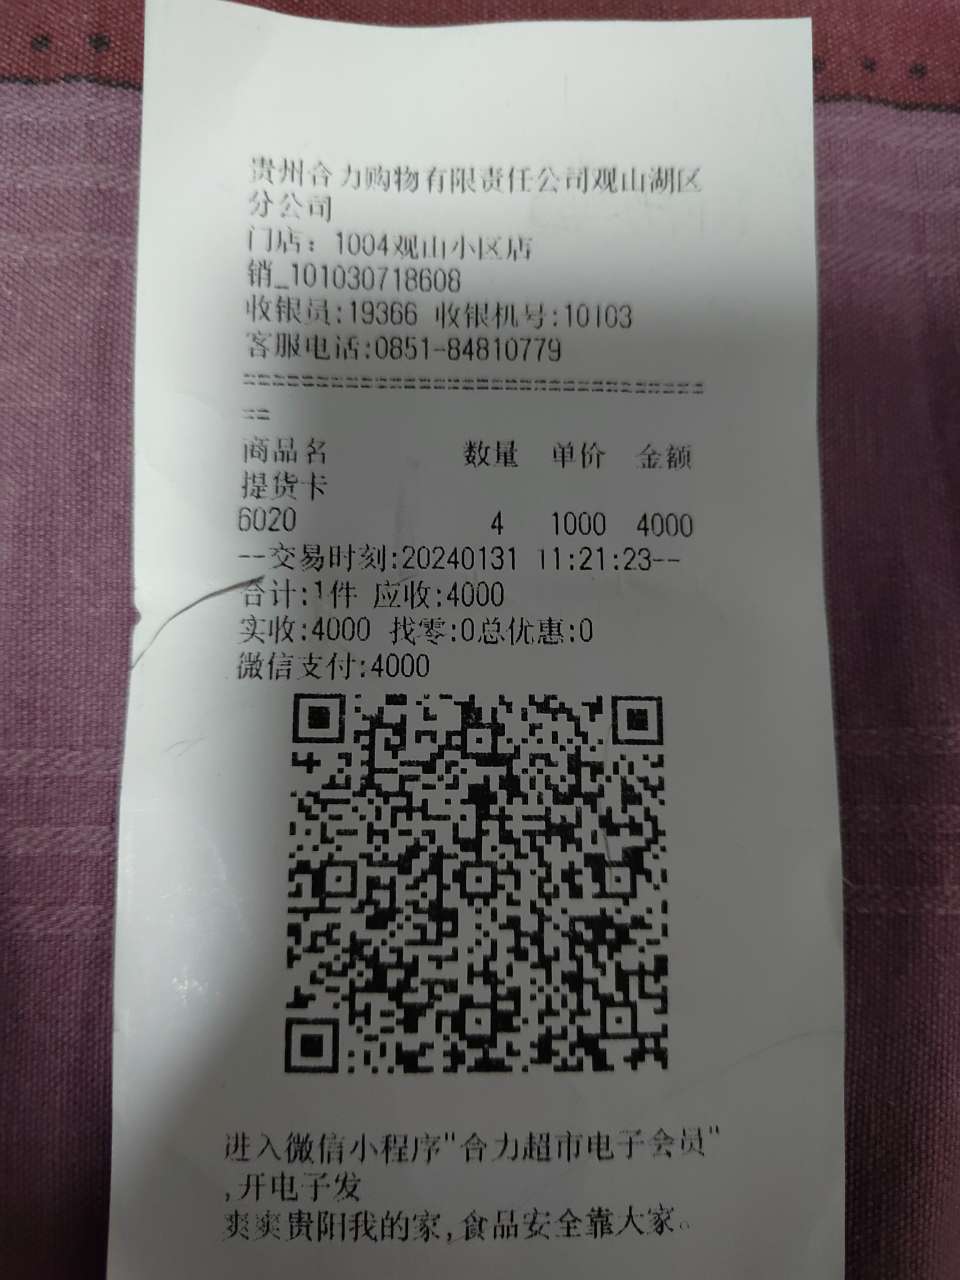 贵州合力购物有限责任公司观山湖区
分公司
门店：1004观山小区店
销_101030718608
收银员:19366 收银机号:10103
客服电话:0851-84810779
================================
==
商品名 数量 单价 金额
提货卡
6020 4 1000 4000
--交易时刻:20240131 11:21:23--
合计:1件 应收:4000
实收:4000 找零:0总优惠:0
微信支付:4000
进入微信小程序"合力超市电子会员"
,开电子发
爽爽贵阳我的家,食品安全靠大家。